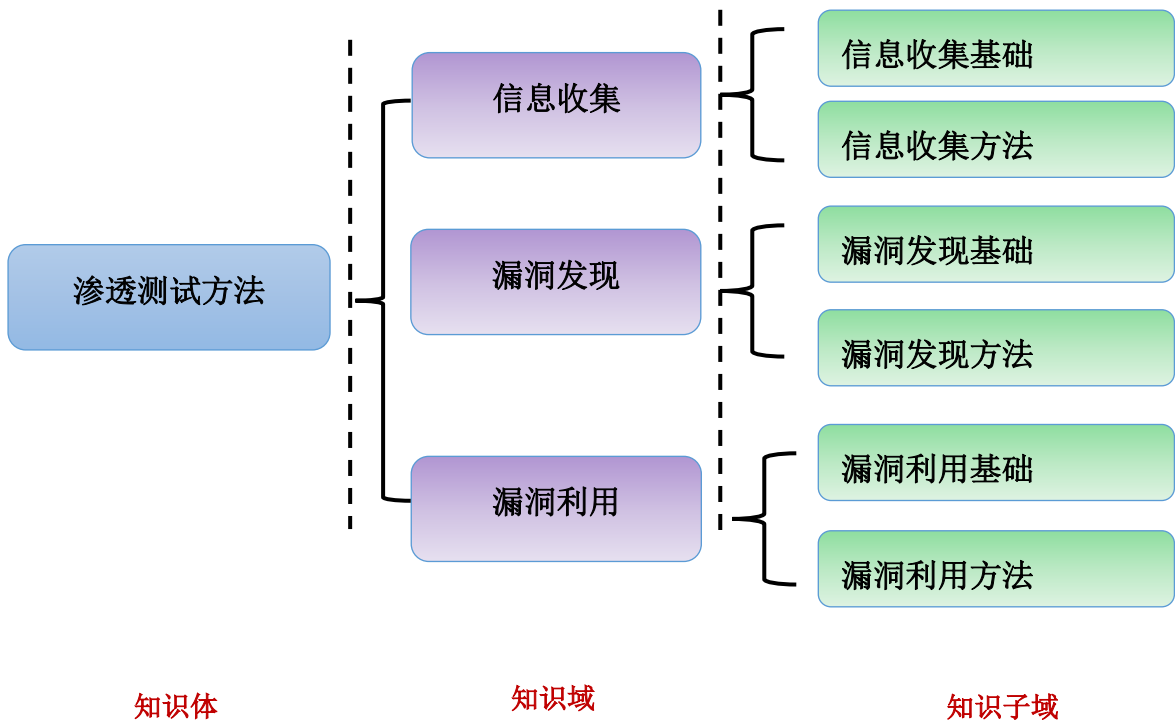 渗透测试方法
信息收集
漏洞发现
漏洞利用
信息收集基础
信息收集方法
漏洞发现基础
漏洞发现方法
漏洞利用基础
漏洞利用方法
知识体
知识域
知识子域